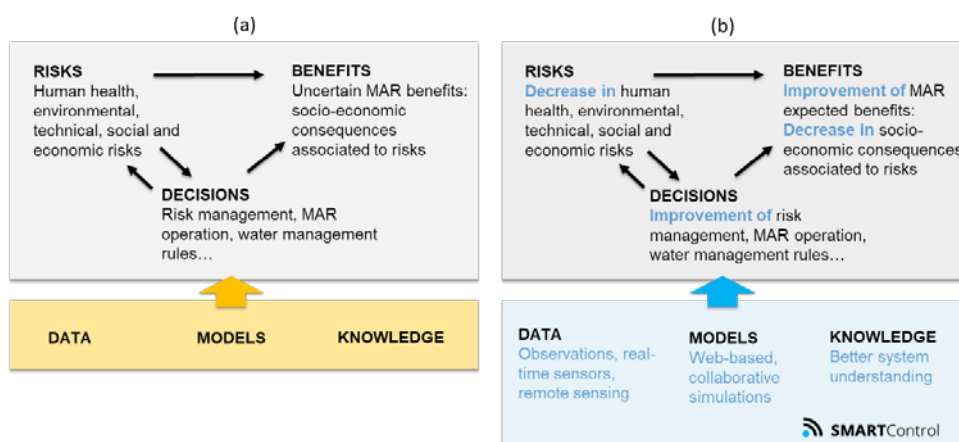 (a)
RISKS
Human health,
environmental,
technical, social and
economic risks
BENEFITS
Uncertain MAR benefits:
socio-economic
consequences
associated to risks
DECISIONS
Risk management, MAR
operation, water management
rules...
DATA
MODELS
KNOWLEDGE
(b)
RISKS
Decrease in human
health, environmental,
technical, social and
economic risks
BENEFITS
Improvement of MAR
expected benefits:
Decrease in socio-
economic consequences
associated to risks
DECISIONS
Improvement of risk
management, MAR operation,
water management rules...
DATA
Observations, real-
time sensors,
remote sensing
MODELS
Web-based,
collaborative
simulations
KNOWLEDGE
Better system
understanding
SMARTControl